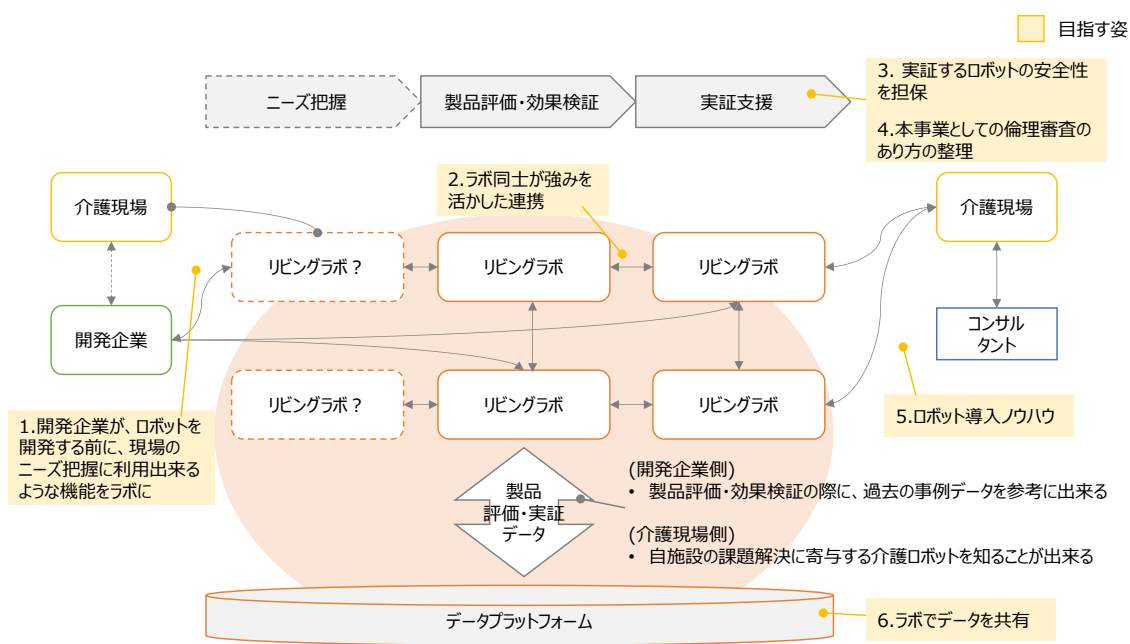 目指す姿
ニーズ把握
製品評価・効果検証
実証支援
3. 実証するロボットの安全性
を担保
4.本事業としての倫理審査の
あり方の整理
介護現場
2.ラボ同士が強みを
活かした連携
介護現場
リビングラボ？
リビングラボ
リビングラボ
開発企業
コンサル
タント
リビングラボ？
リビングラボ
リビングラボ
1.開発企業が、ロボットを
開発する前に、現場の
ニーズ把握に利用出来る
ような機能をラボに
5.ロボット導入ノウハウ
製品
評価・実証
データ
(開発企業側)
• 製品評価・効果検証の際に、過去の事例データを参考に出来る
(介護現場側)
• 自施設の課題解決に寄与する介護ロボットを知ることが出来る
データプラットフォーム
6.ラボでデータを共有